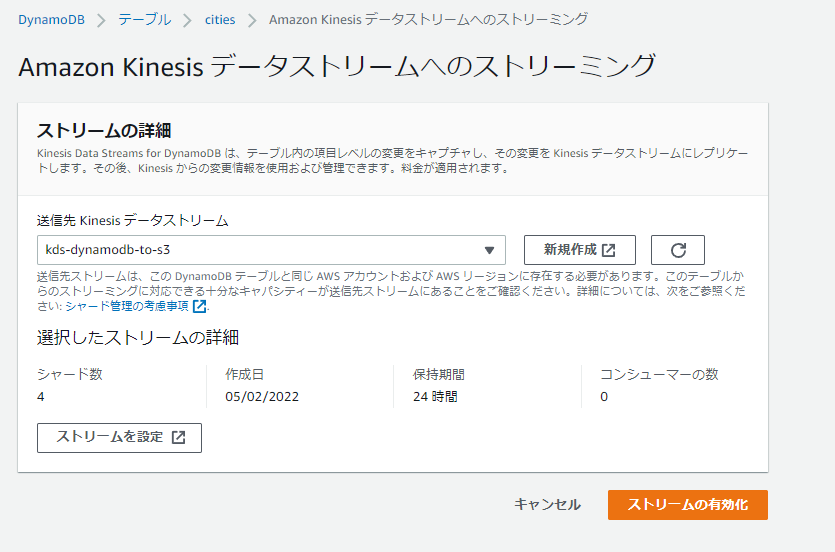 DynamoDB > テーブル > cities > Amazon Kinesis データストリームへのストリーミング
Amazon Kinesis データストリームへのストリーミング
ストリームの詳細
Kinesis Data Streams for DynamoDB は、テーブル内の項目レベルの変更をキャプチャし、その変更を Kinesis データストリームにレプリケー
トします。その後、Kinesis からの変更情報を使用および管理できます。料金が適用されます。
送信先 Kinesis データストリーム
kds-dynamodb-to-s3
新規作成
送信先ストリームは、この DynamoDB テーブルと同じ AWS アカウントおよび AWS リージョンに存在する必要があります。このテーブルか
らのストリーミングに対応できる十分なキャパシティーが送信先ストリームにあることをご確認ください。詳細については、次をご参照くだ
さい: シャード管理の考慮事項.
選択したストリームの詳細
シャード数 作成日 保持期間 コンシューマーの数
4 05/02/2022 24 時間 0
ストリームを設定
キャンセル ストリームの有効化